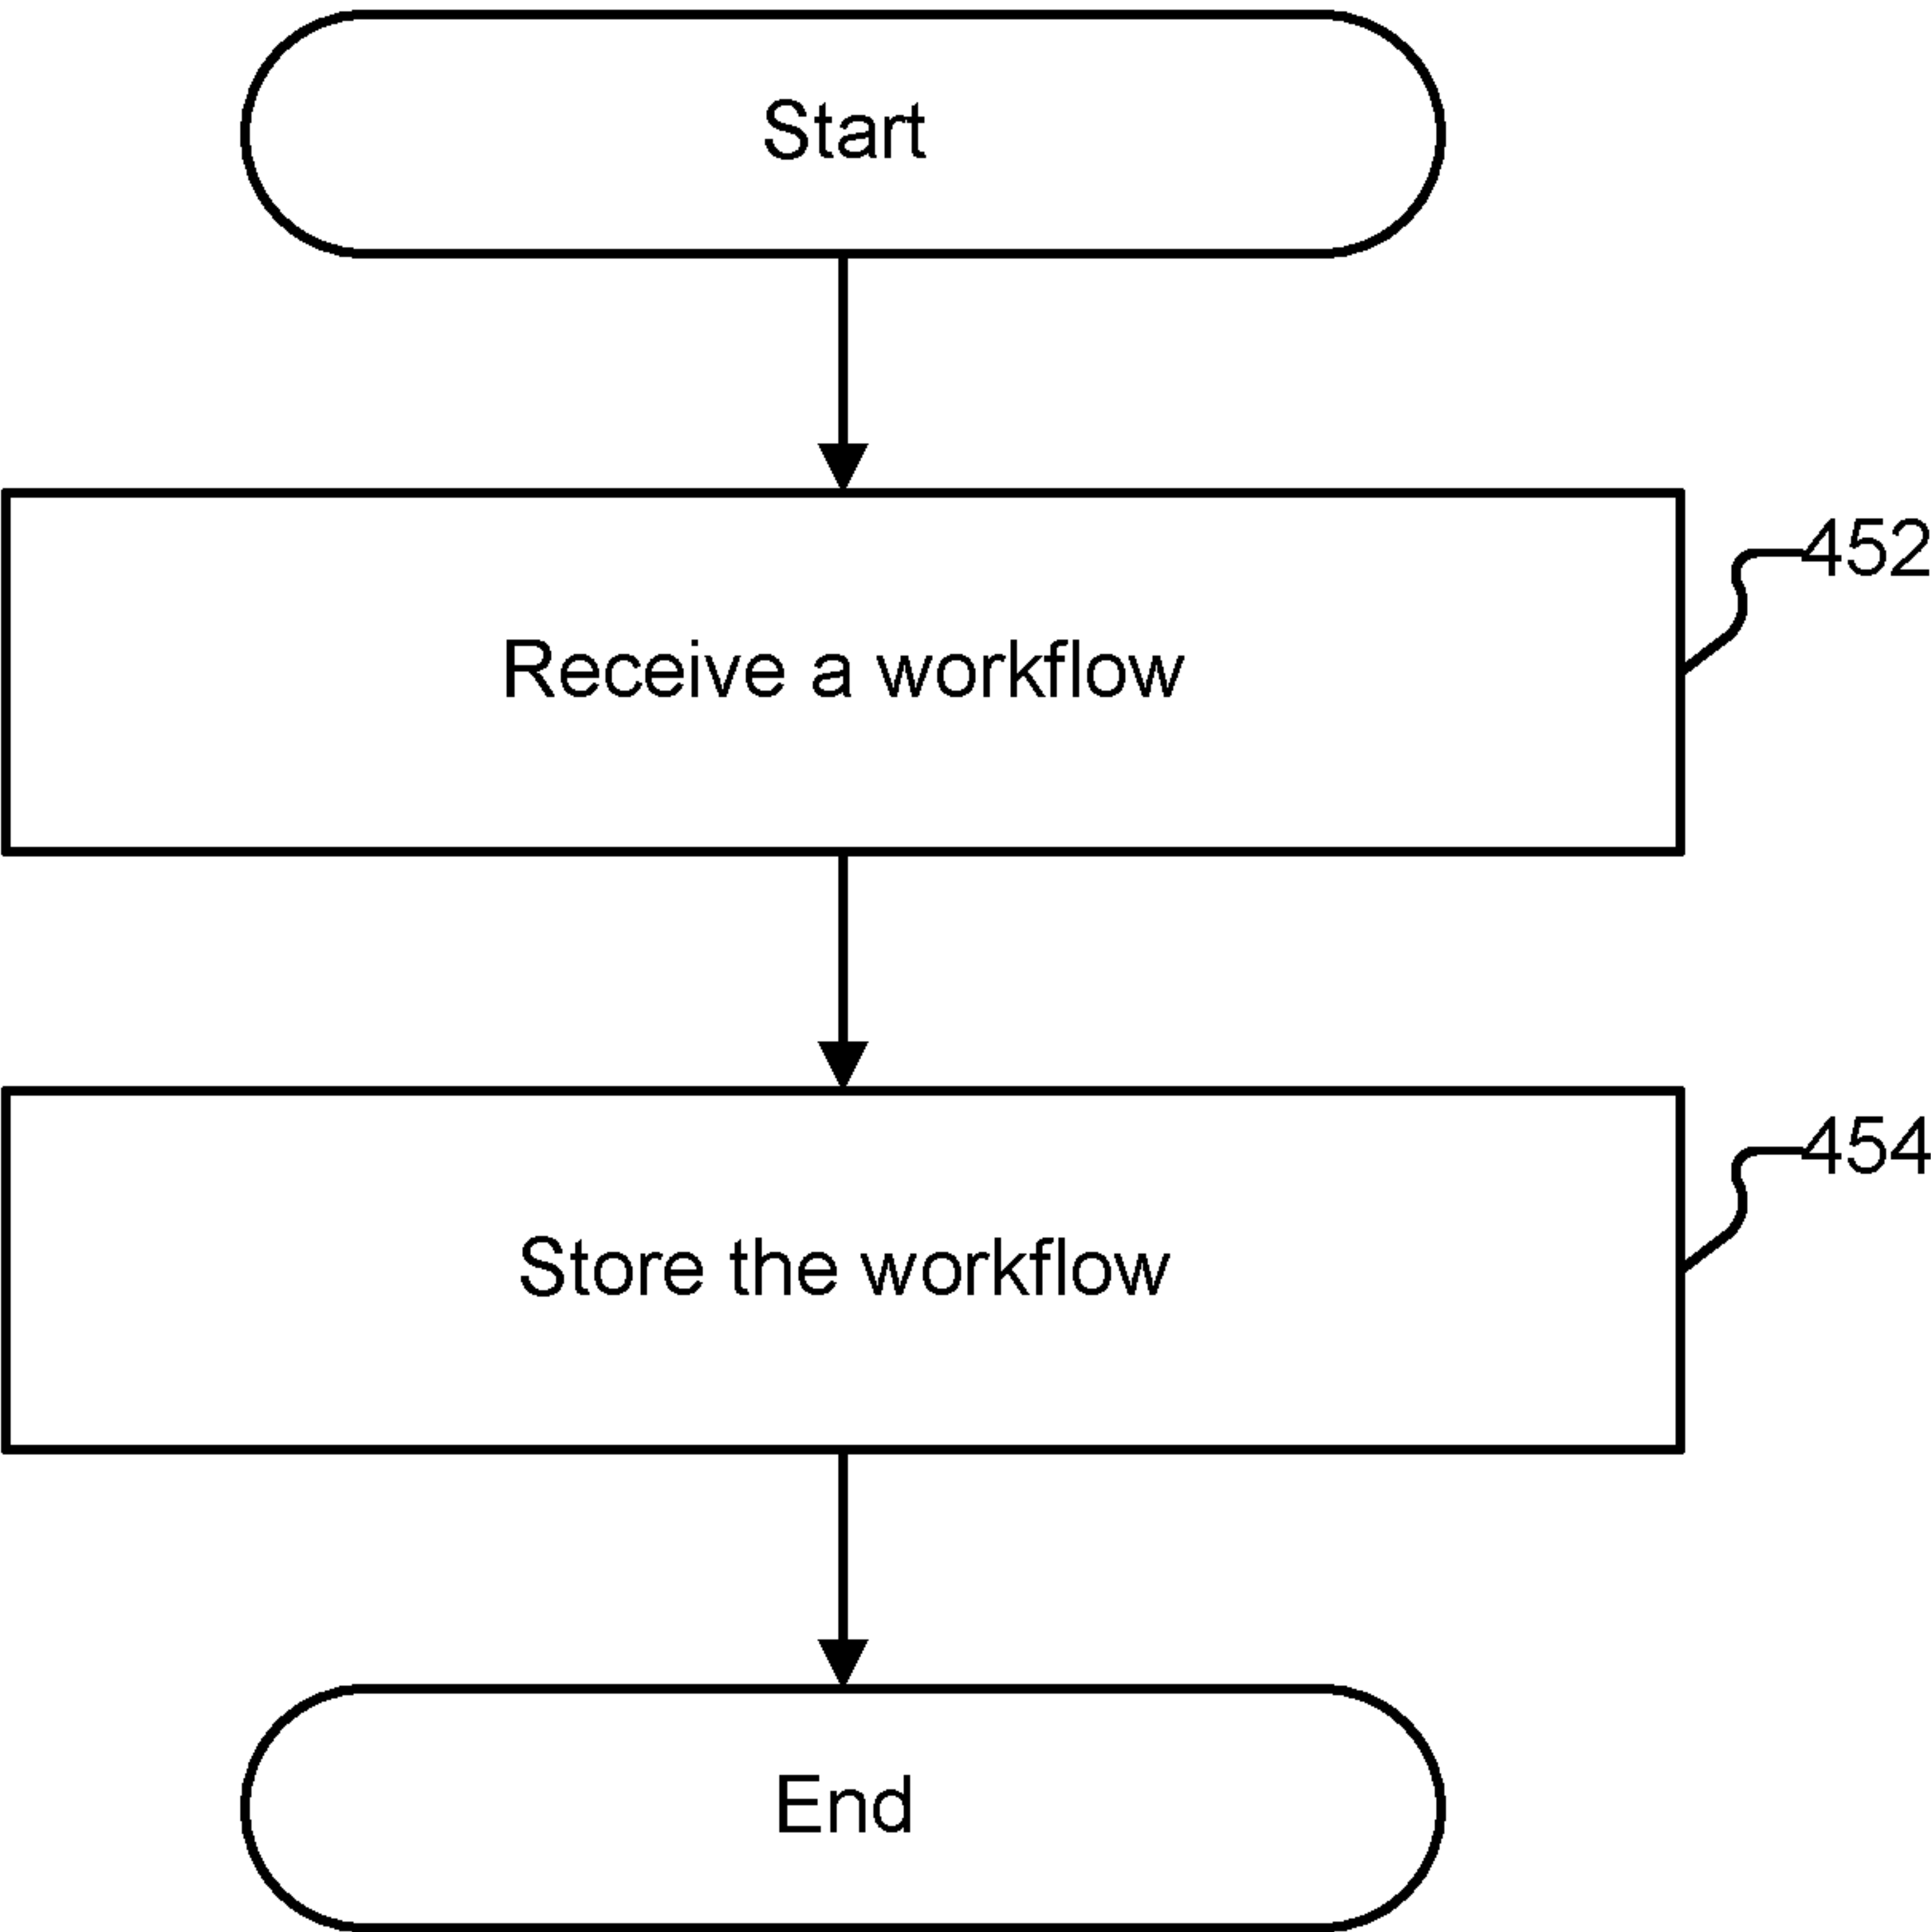 Start
452
Receive a workflow
454
Store the workflow
End